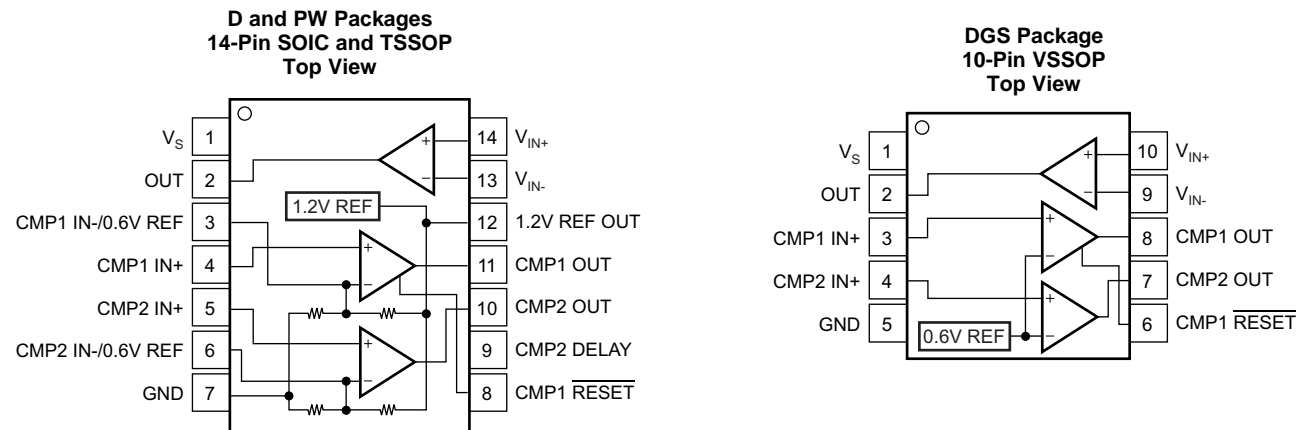 D and PW Packages
14-Pin SOIC and TSSOP
Top View
VS 1
OUT 2
CMP1 IN-/0.6V REF 3
CMP1 IN+ 4
CMP2 IN+ 5
CMP2 IN-/0.6V REF 6
GND 7
14 VIN+
13 VIN-
12 1.2V REF OUT
11 CMP1 OUT
10 CMP2 OUT
9 CMP2 DELAY
8 CMP1 RESET
1.2V REF
+
−
+
−
+
−
DGS Package
10-Pin VSSOP
Top View
VS 1
OUT 2
CMP1 IN+ 3
CMP2 IN+ 4
GND 5
10 VIN+
9 VIN-
8 CMP1 OUT
7 CMP2 OUT
6 CMP1 RESET
0.6V REF
+
−
+
−
+
−